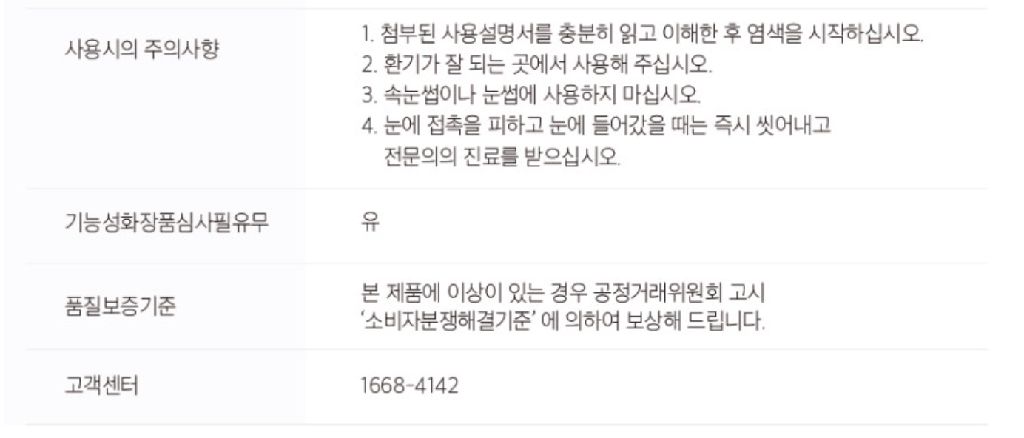 사용시의 주의사항
1. 첨부된 사용설명서를 충분히 읽고 이해한 후 염색을 시작하십시오.
2. 환기가 잘 되는 곳에서 사용해 주십시오.
3. 속눈썹이나 눈썹에 사용하지 마십시오.
4. 눈에 접촉을 피하고 눈에 들어갔을 때는 즉시 씻어내고
전문의의 진료를 받으십시오.
기능성화장품심사필유무
유
품질보증기준
본 제품에 이상이 있는 경우 공정거래위원회 고시
‘소비자분쟁해결기준’ 에 의하여 보상해 드립니다.
고객센터
1668-4142